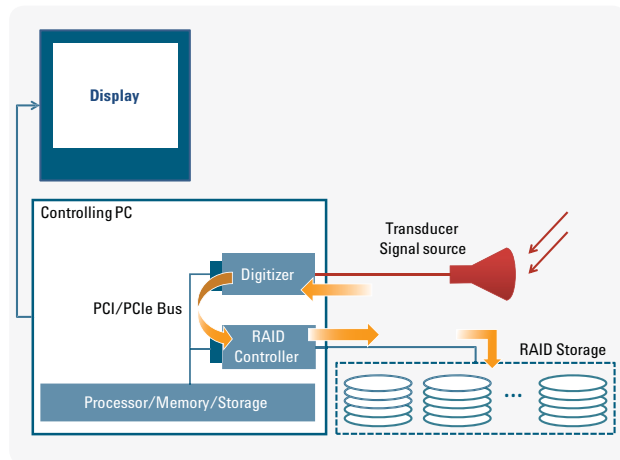 Display
Controlling PC
Transducer
Signal source
Digitizer
PCI/PCIe Bus
RAID
Controller
RAID Storage
Processor/Memory/Storage
...